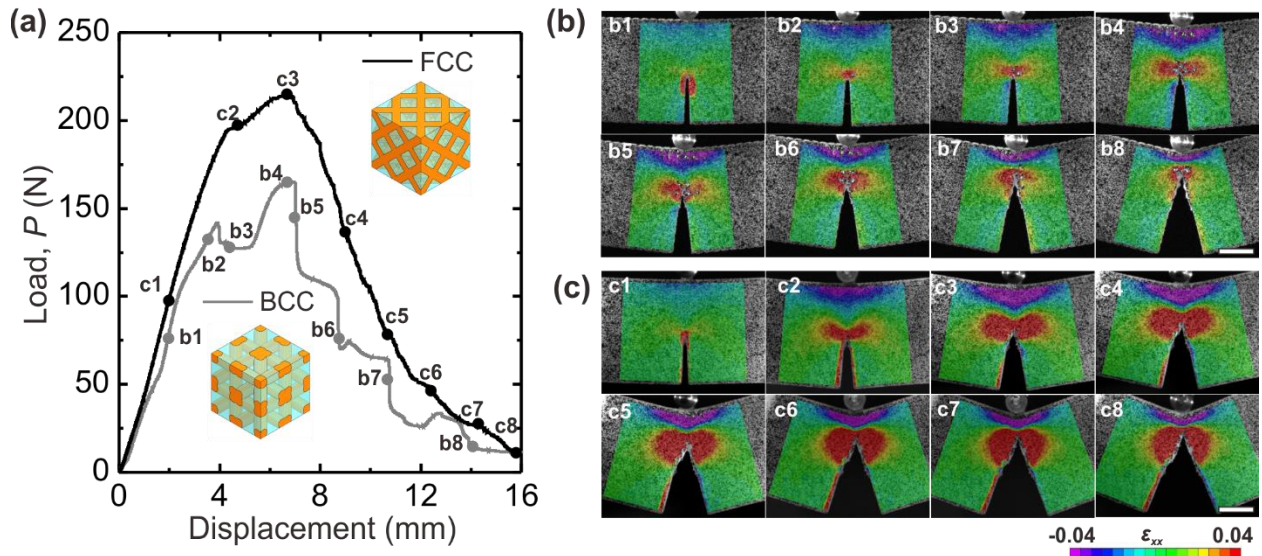 (a)
250
200
150
100
50
0
Load, P (N)
0 4 8 12 16
Displacement (mm)
FCC
BCC
c1
c2
c3
c4
c5
c6
c7
c8
b1
b2
b3
b4
b5
b6
b7
b8
(b)
b1 b2 b3 b4
b5 b6 b7 b8
(c)
c1 c2 c3 c4
c5 c6 c7 c8
-0.04 εxx 0.04